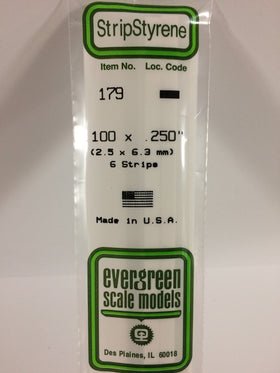 StripStyrene
Item No. Loc. Code
179
.100 x .250"
(2.5 x 6.3 mm)
6 Strips
Made in U.S.A.
evergreen
scale models
Des Plaines, IL 60018